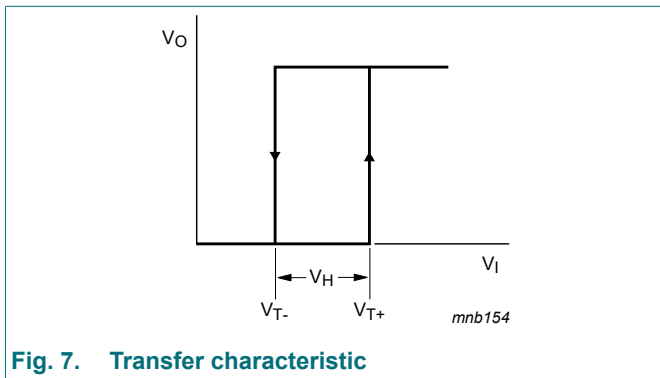 VO
VI
VH
VT-
VT+
mnb154
Fig. 7. Transfer characteristic